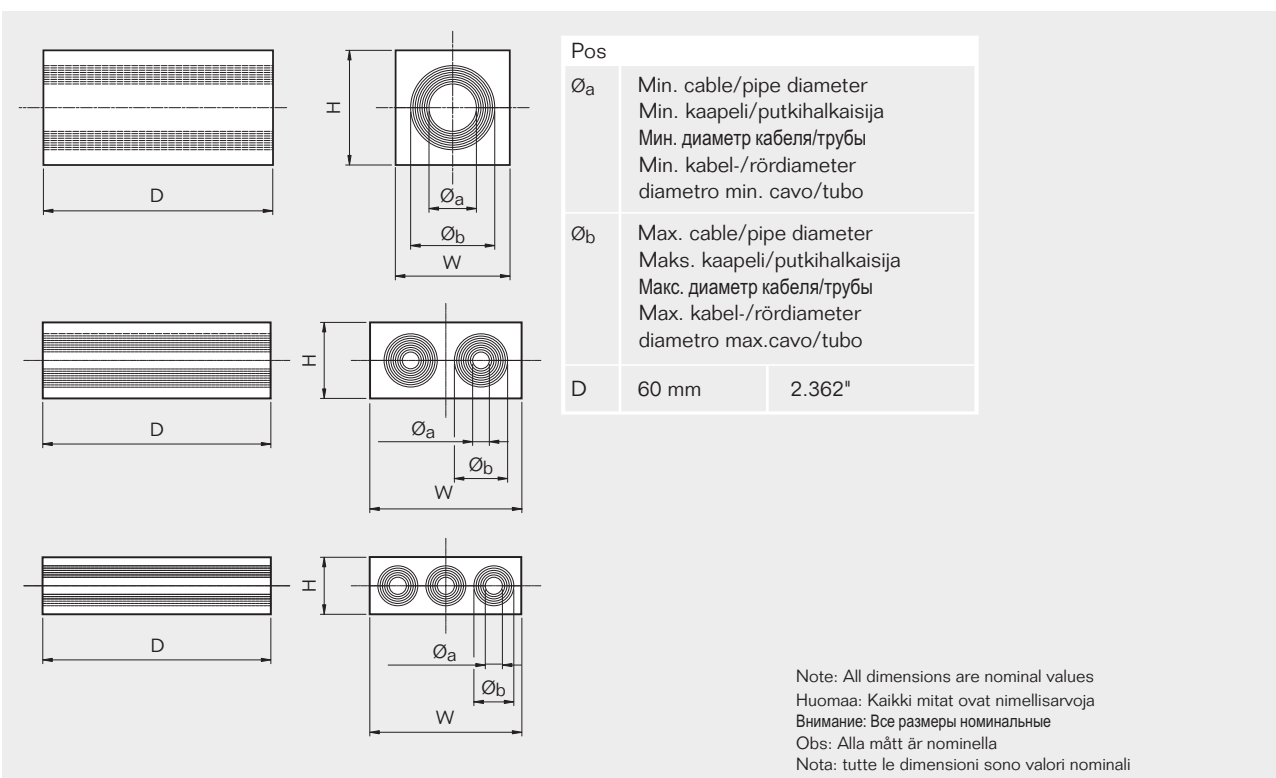 H
D
Øa
Øb
W
H
D
Øa
Øb
W
H
D
Øa
Øb
W
Pos
Øa
Min. cable/pipe diameter
Min. kaapeli/putkihalkaisija
Мин. диаметр кабеля/трубы
Min. kabel-/rördiameter
diametro min. cavo/tubo
Øb
Max. cable/pipe diameter
Maks. kaapeli/putkihalkaisija
Макс. диаметр кабеля/трубы
Max. kabel-/rördiameter
diametro max.cavo/tubo
D 60 mm 2.362"
Note: All dimensions are nominal values
Huomaa: Kaikki mitat ovat nimellisarvoja
Внимание: Все размеры номинальные
Obs: Alla mått är nominella
Nota: tutte le dimensioni sono valori nominali